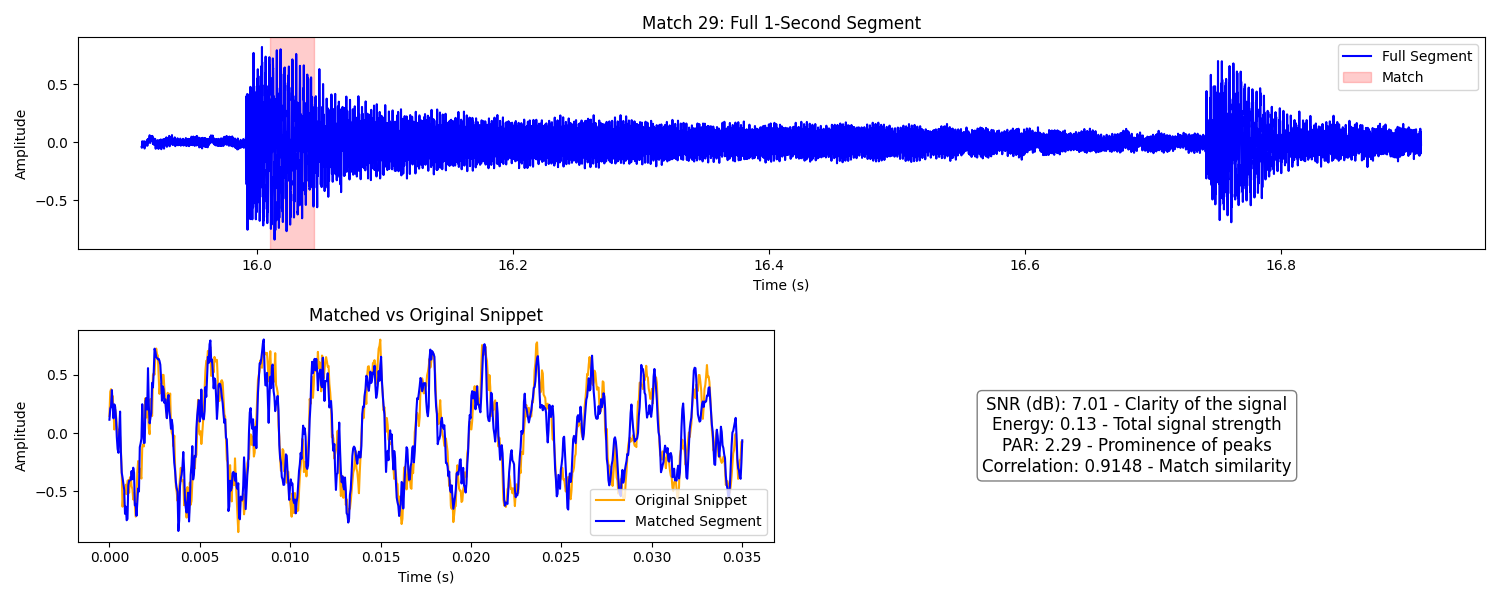 Match 29: Full 1-Second Segment
Amplitude
0.5
0.0
−0.5
Full Segment
Match
16.0
16.2
16.4
16.6
16.8
Time (s)
Matched vs Original Snippet
Amplitude
0.5
0.0
−0.5
Original Snippet
Matched Segment
0.000
0.005
0.010
0.015
0.020
0.025
0.030
0.035
Time (s)
SNR (dB): 7.01 - Clarity of the signal
Energy: 0.13 - Total signal strength
PAR: 2.29 - Prominence of peaks
Correlation: 0.9148 - Match similarity